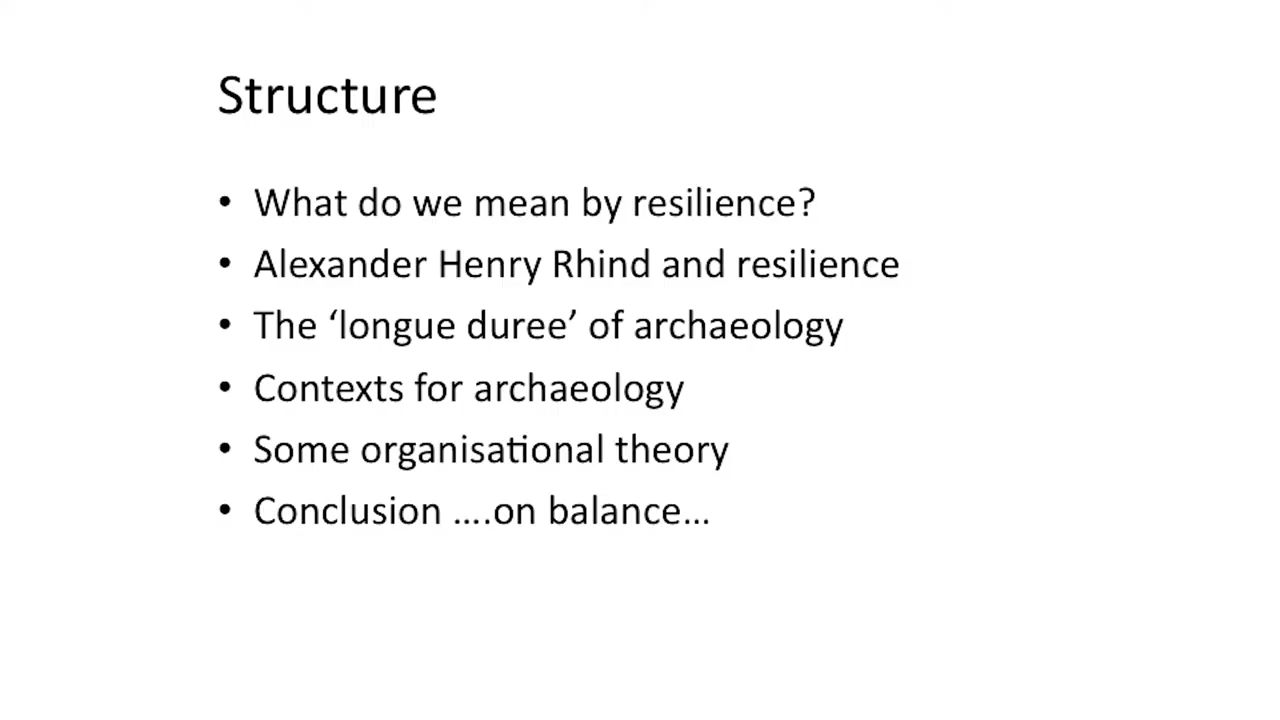 Structure
• What do we mean by resilience?
• Alexander Henry Rhind and resilience
• The ‘longue duree’ of archaeology
• Contexts for archaeology
• Some organisational theory
• Conclusion ….on balance…